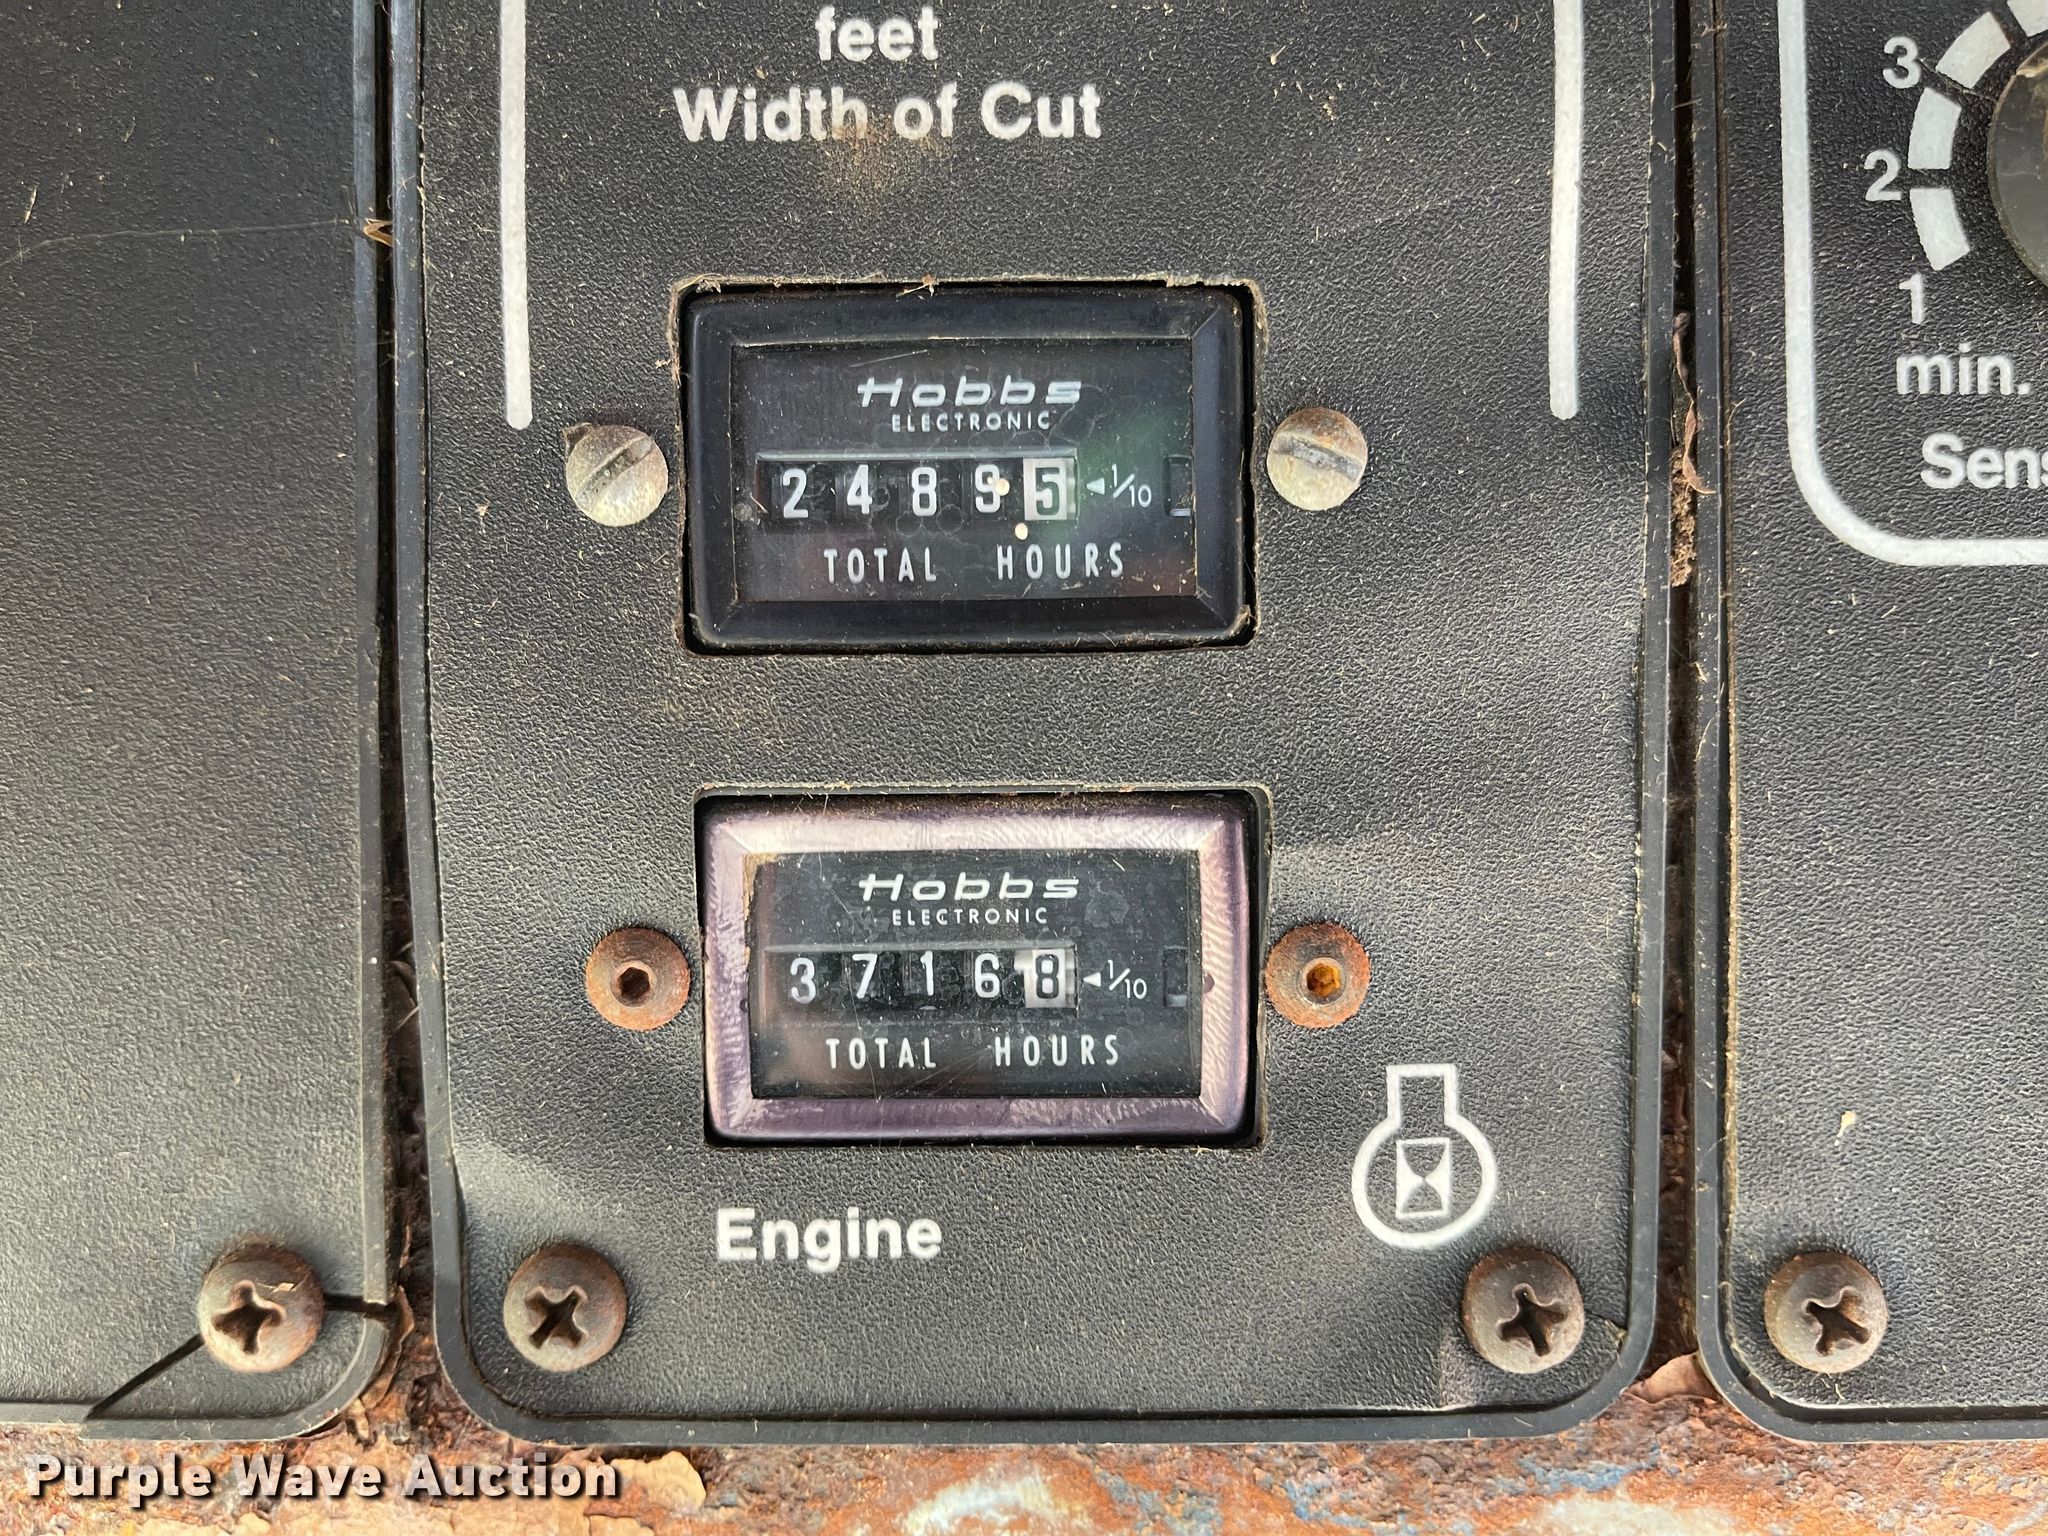 feet
Width of Cut
Hobbs
ELECTRONIC
24895 ◄1/10
TOTAL HOURS
Hobbs
ELECTRONIC
37168 ◄1/10
TOTAL HOURS
Engine
3
2
1
min.
Sens
Purple Wave Auction